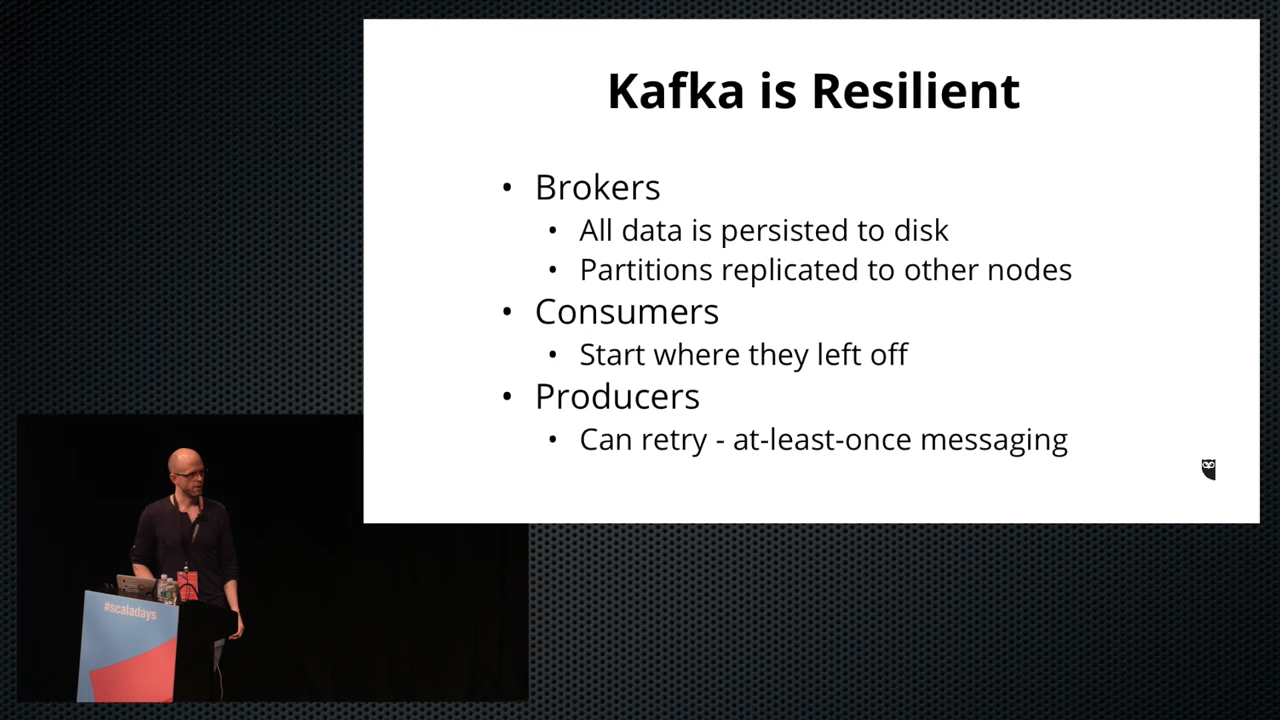 Kafka is Resilient
• Brokers
• All data is persisted to disk
• Partitions replicated to other nodes
• Consumers
• Start where they left off
• Producers
• Can retry - at-least-once messaging
#scaladays